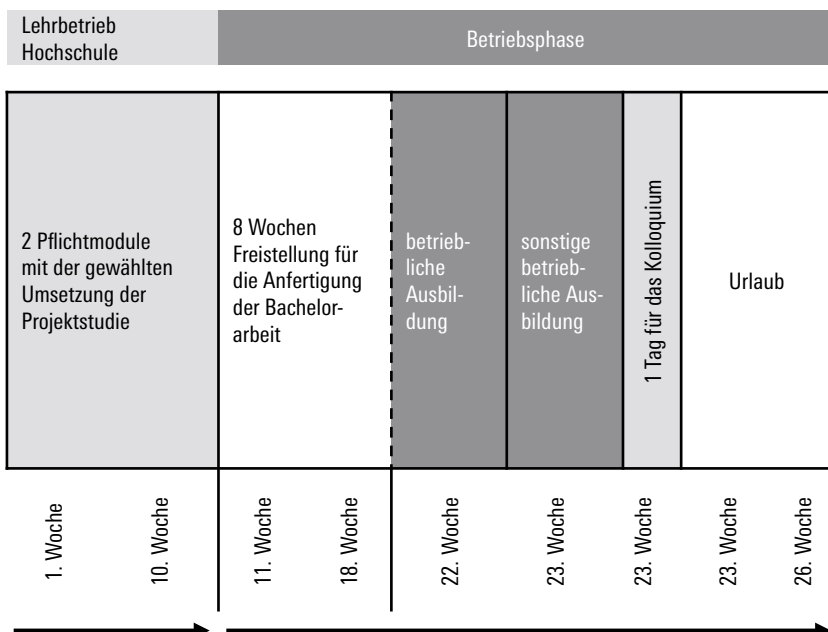 Lehrbetrieb
Hochschule
Betriebsphase
2 Pflichtmodule
mit der gewählten
Umsetzung der
Projektstudie
8 Wochen
Freistellung für
die Anfertigung
der Bachelor-
arbeit
betrieb-
liche
Ausbil-
dung
sonstige
betrieb-
liche Aus-
bildung
1 Tag für das Kolloquium
Urlaub
1. Woche
10. Woche
11. Woche
18. Woche
22. Woche
23. Woche
23. Woche
23. Woche
26. Woche